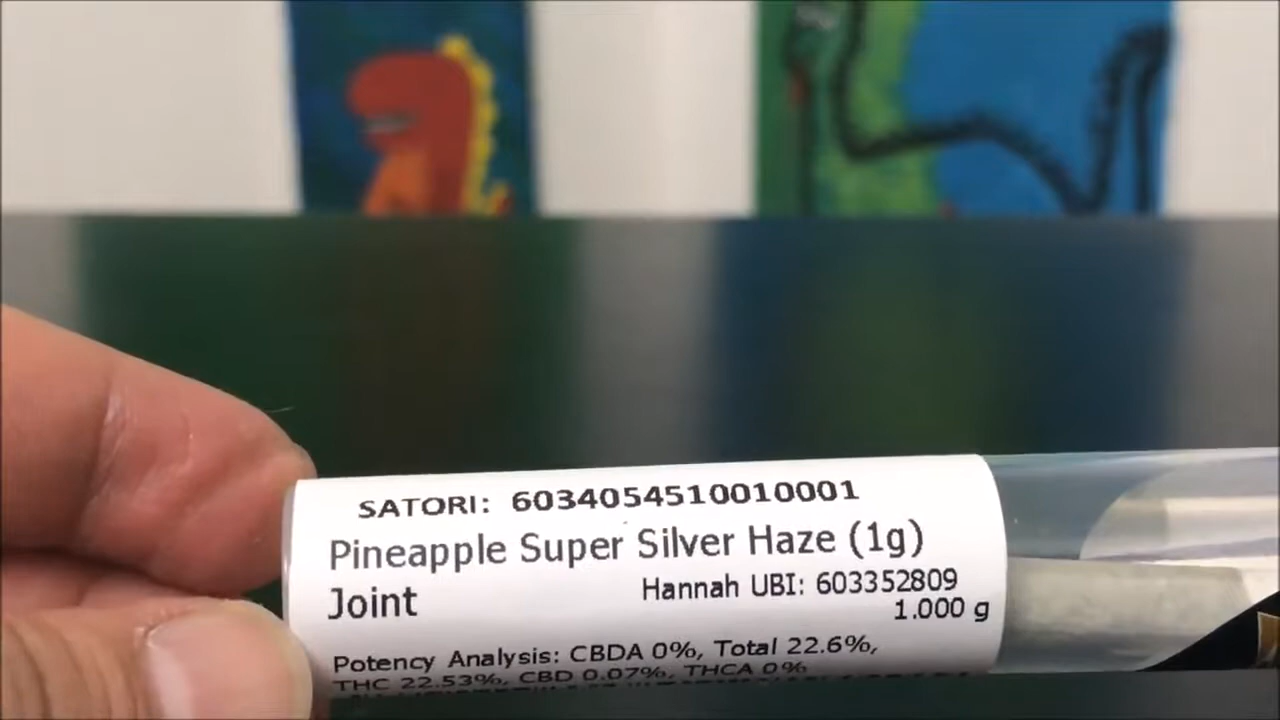 SATORI: 6034054510010001
Pineapple Super Silver Haze (1g)
Joint
Hannah UBI: 603352809
1.000 g
Potency Analysis: CBDA 0%, Total 22.6%,
THC 22.53%, CBD 0.07%, THCA 0%